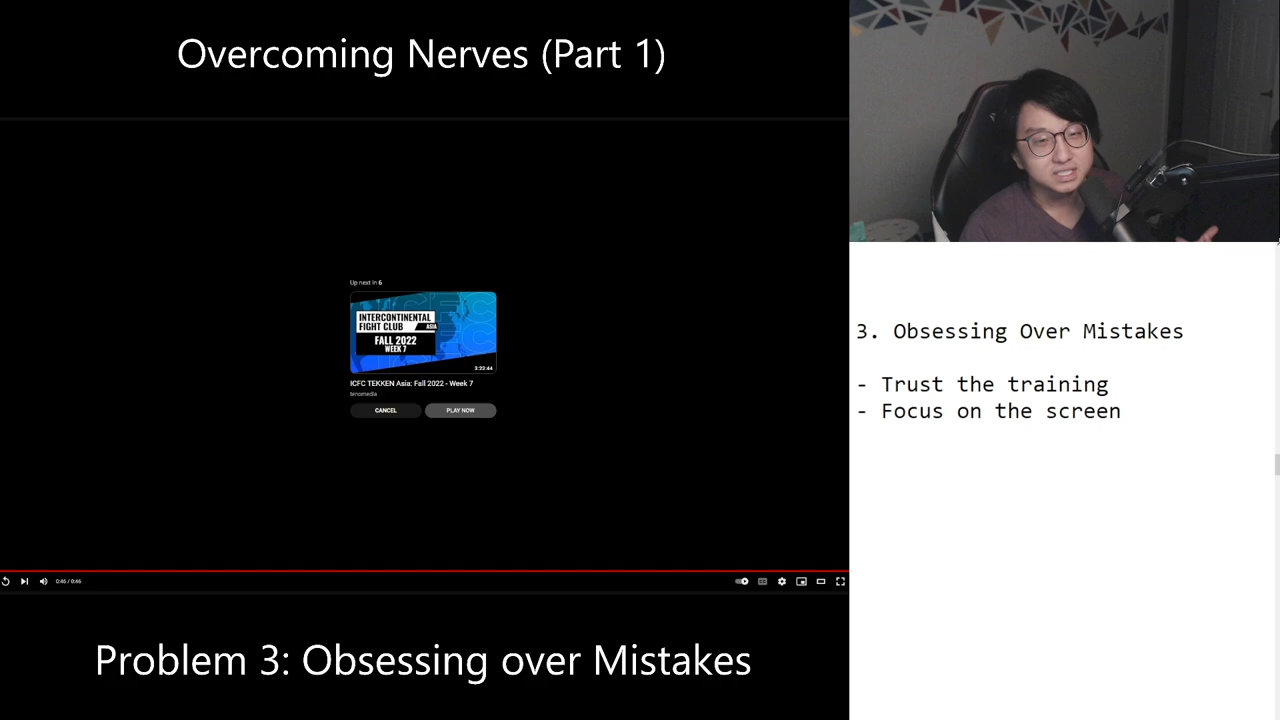 Overcoming Nerves (Part 1)
Up next in 6
INTERCONTINENTAL
FIGHT CLUB
ASIA
FALL 2022
WEEK 7
3:23:44
ICFC TEKKEN Asia: Fall 2022 - Week 7
tenomedia
CANCEL
PLAY NOW
0:46 / 0:46
Problem 3: Obsessing over Mistakes
3. Obsessing Over Mistakes
- Trust the training
- Focus on the screen